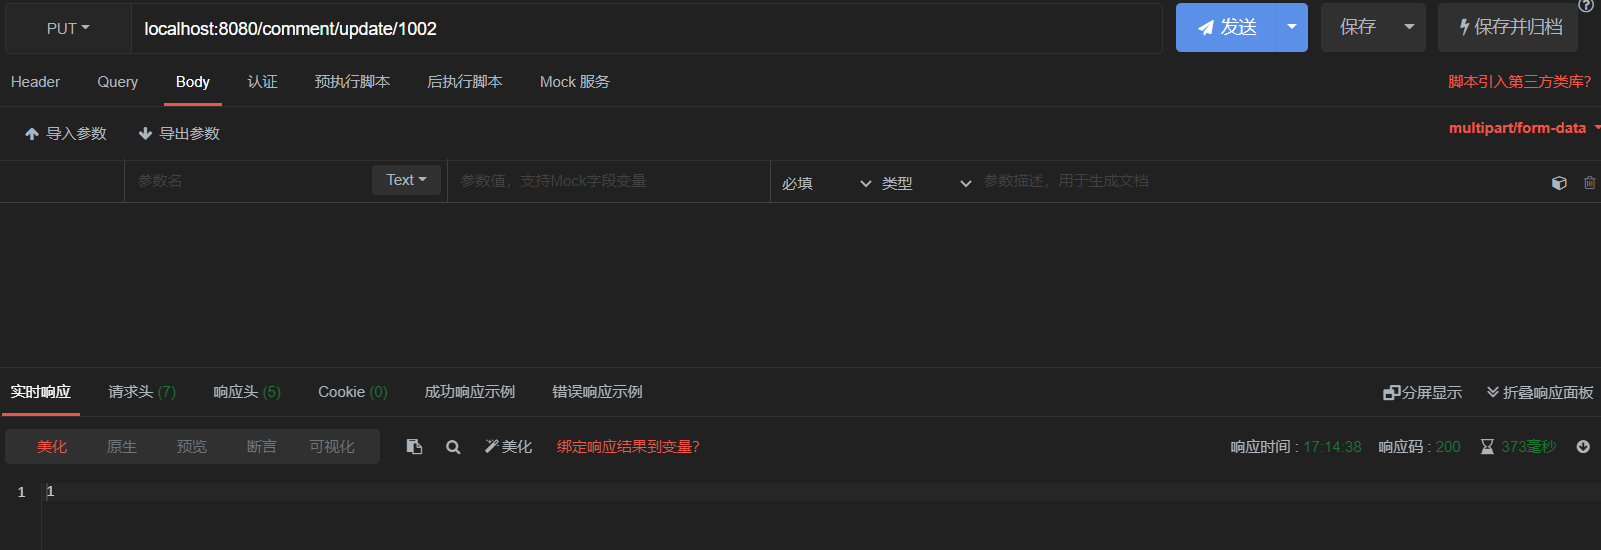 PUT localhost:8080/comment/update/1002 发送 保存 保存并归档
Header Query Body 认证 预执行脚本 后执行脚本 Mock 服务 脚本引入第三方类库?
导入参数 导出参数 multipart/form-data
参数名 Text 参数值，支持Mock字段变量 必填 类型 参数描述，用于生成文档
实时响应 请求头 (7) 响应头 (5) Cookie (0) 成功响应示例 错误响应示例 分屏显示 折叠响应面板
美化 原生 预览 断言 可视化 美化 绑定响应结果到变量? 响应时间 : 17:14:38 响应码 : 200 373毫秒
1 1